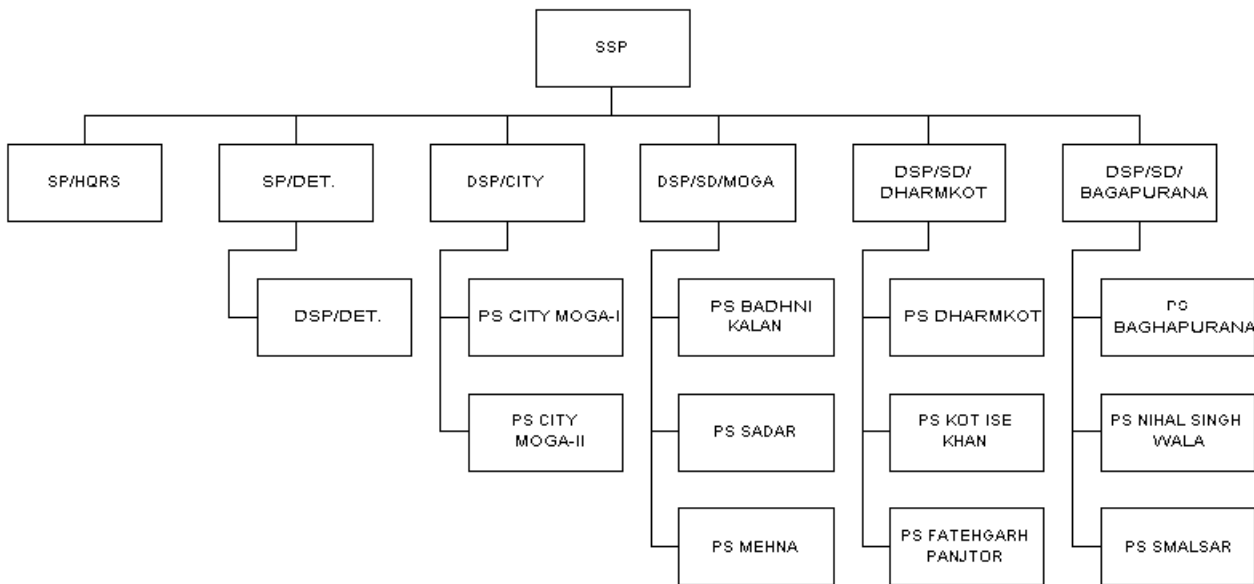 SSP
SP/HQRS
SP/DET.
DSP/CITY
DSP/SD/MOGA
DSP/SD/
DHARMKOT
DSP/SD/
BAGAPURANA
DSP/DET.
PS CITY MOGA-I
PS BADHNI
KALAN
PS DHARMKOT
PS
BAGHAPURANA
PS CITY
MOGA-II
PS SADAR
PS KOT ISE
KHAN
PS NIHAL SINGH
WALA
PS MEHNA
PS FATEHGARH
PANJTOR
PS SMALSAR